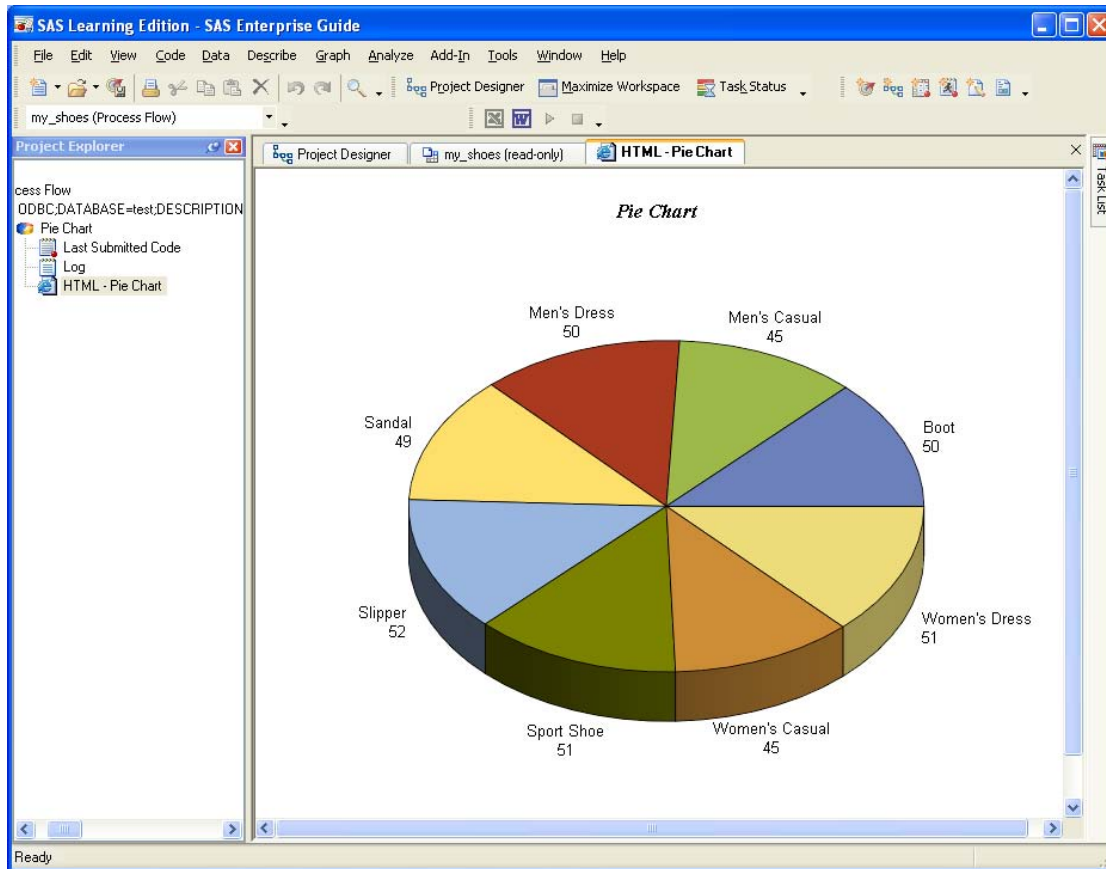 SAS Learning Edition - SAS Enterprise Guide
File Edit View Code Data Describe Graph Analyze Add-In Tools Window Help
Project Designer Maximize Workspace Task Status
my_shoes (Process Flow)
Project Explorer
Project Designer my_shoes (read-only) HTML - Pie Chart
Task List
cess Flow
ODBC;DATABASE=test;DESCRIPTION
Pie Chart
Last Submitted Code
Log
HTML - Pie Chart
Pie Chart
Men's Dress
50
Men's Casual
45
Sandal
49
Boot
50
Slipper
52
Women's Dress
51
Sport Shoe
51
Women's Casual
45
Ready